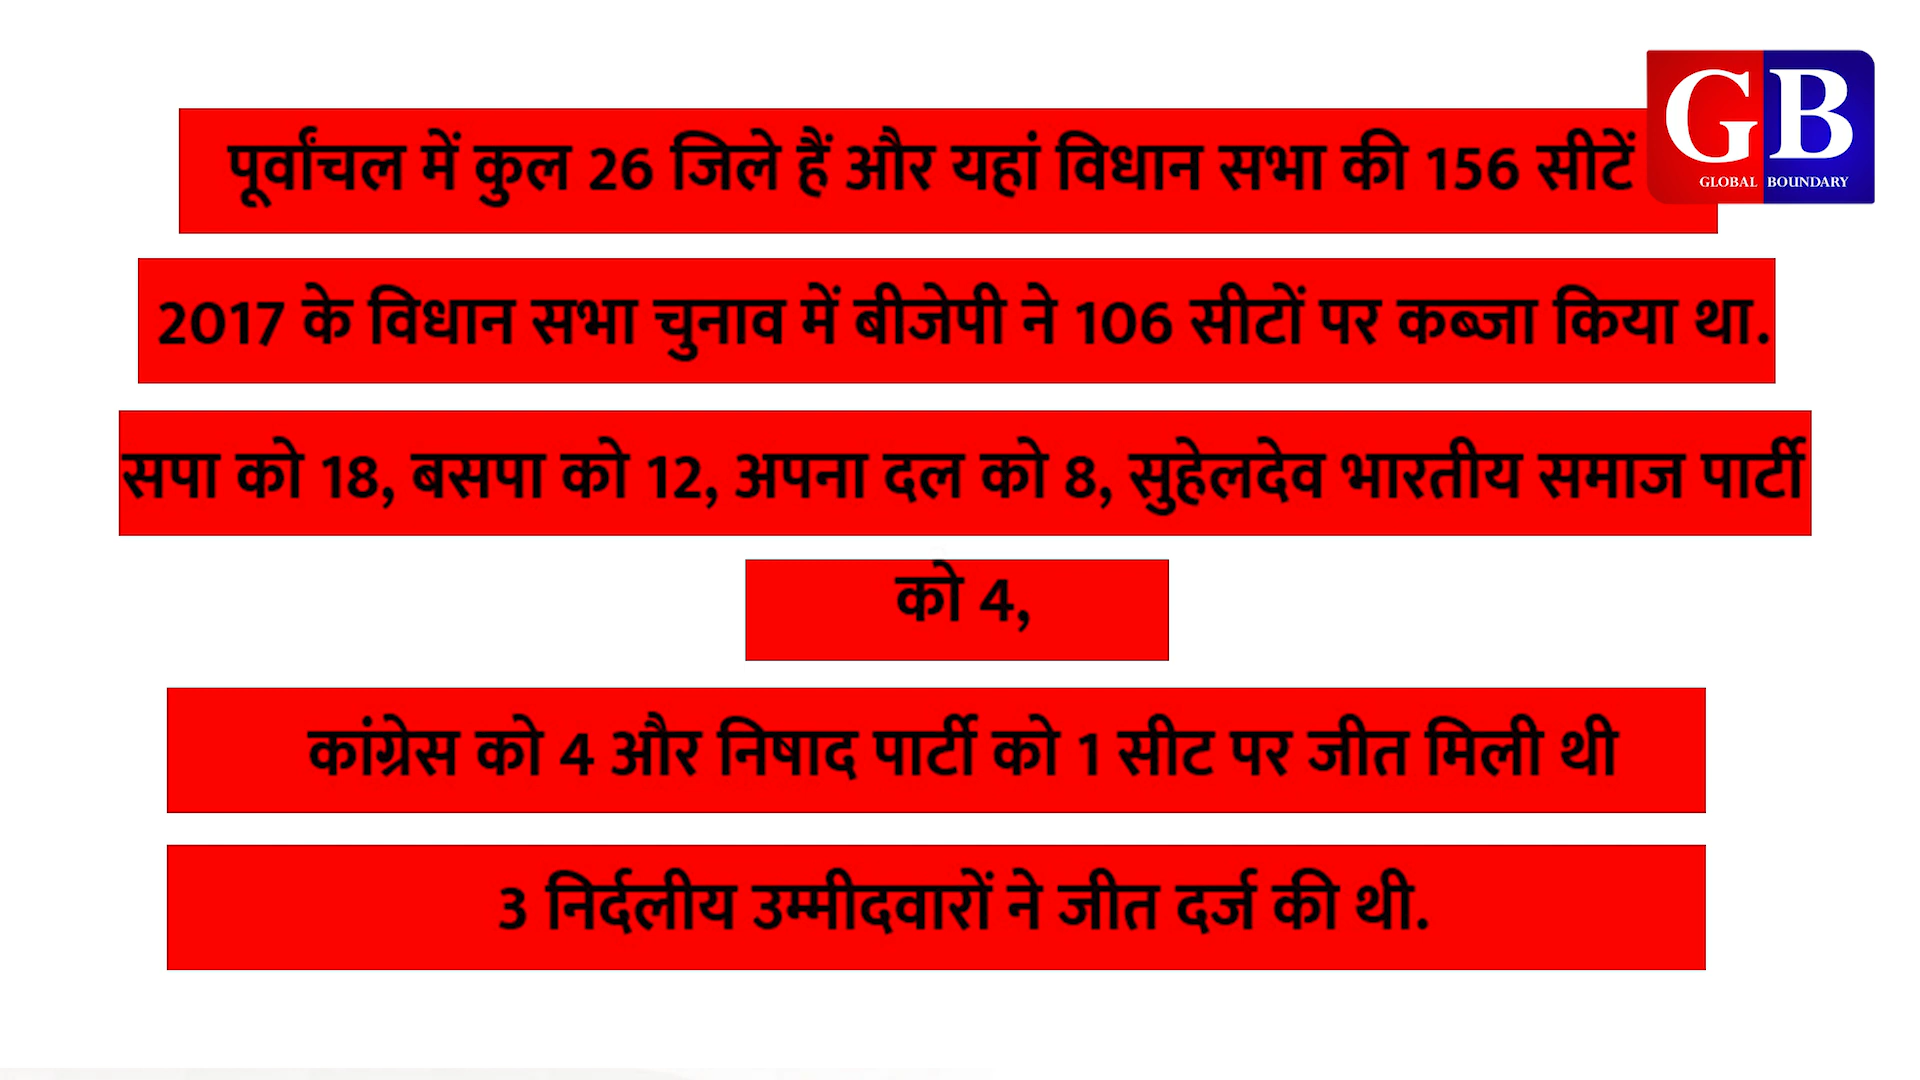 पूर्वांचल में कुल 26 जिले हैं और यहां विधान सभा की 156 सीटें
GB
GLOBAL BOUNDARY
2017 के विधान सभा चुनाव में बीजेपी ने 106 सीटों पर कब्जा किया था.
सपा को 18, बसपा को 12, अपना दल को 8, सुहेलदेव भारतीय समाज पार्टी
को 4,
कांग्रेस को 4 और निषाद पार्टी को 1 सीट पर जीत मिली थी
3 निर्दलीय उम्मीदवारों ने जीत दर्ज की थी.